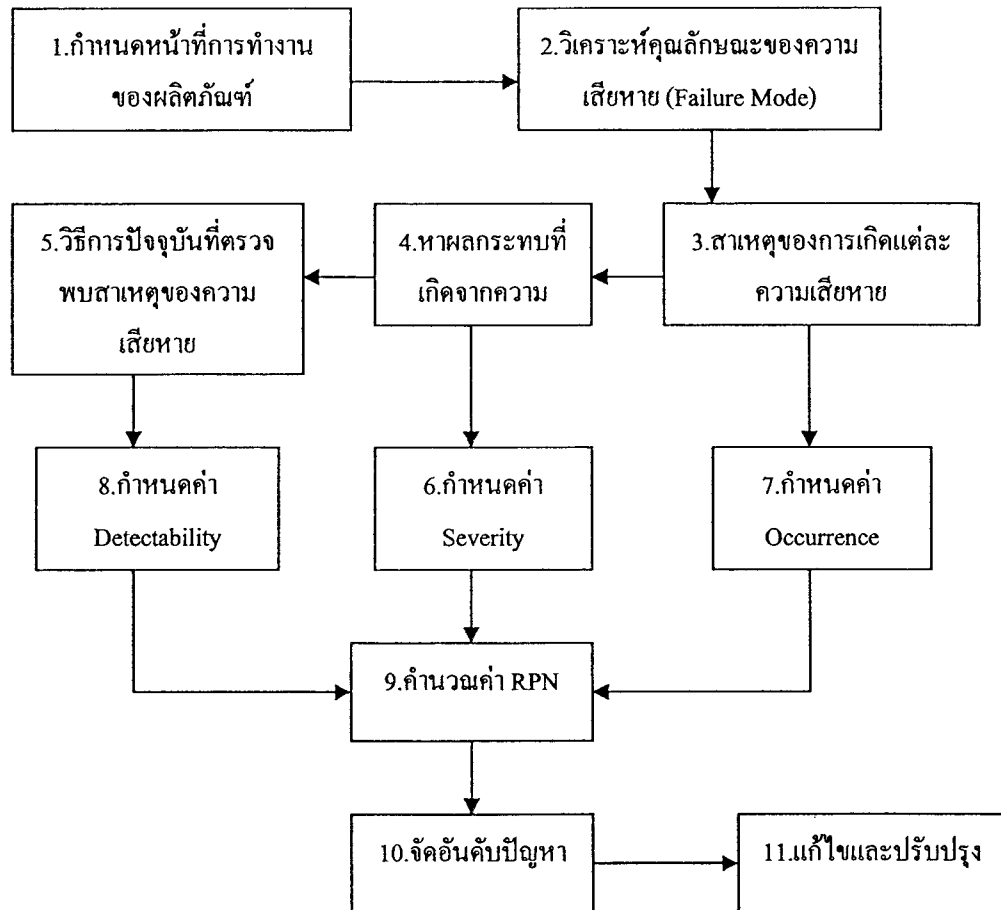 1.กำหนดหน้าที่การทำงาน
ของผลิตภัณฑ์
2.วิเคราะห์คุณลักษณะของความ
เสียหาย (Failure Mode)
3.สาเหตุของการเกิดแต่ละ
ความเสียหาย
4.หาผลกระทบที่
เกิดจากความ
5.วิธีการปัจจุบันที่ตรวจ
พบสาเหตุของความ
เสียหาย
8.กำหนดค่า
Detectability
6.กำหนดค่า
Severity
7.กำหนดค่า
Occurrence
9.คำนวณค่า RPN
10.จัดอันดับปัญหา
11.แก้ไขและปรับปรุง